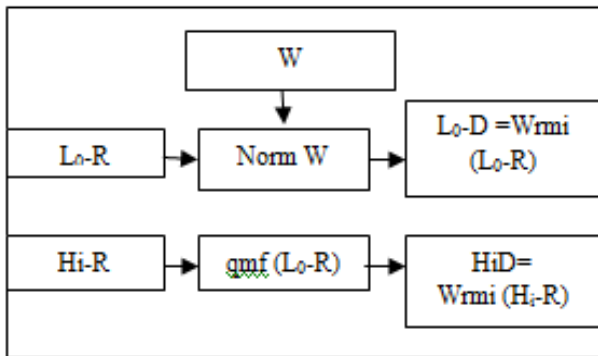 W
L₀-R
Norm W
L₀-D =Wrmi
(L₀-R)
Hi-R
qmf (L₀-R)
HiD=
Wrmi (Hᵢ-R)